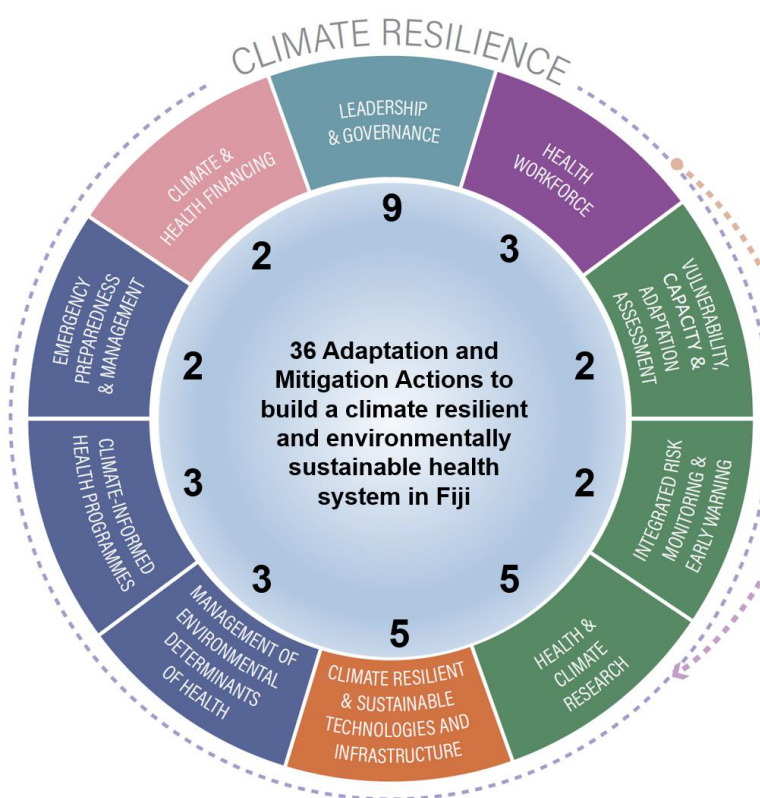 CLIMATE RESILIENCE
LEADERSHIP
& GOVERNANCE
9
HEALTH
WORKFORCE
3
VULNERABILITY,
CAPACITY &
ADAPTATION
ASSESSMENT
2
INTEGRATED RISK
MONITORING &
EARLY WARNING
2
HEALTH &
CLIMATE
RESEARCH
5
CLIMATE RESILIENT
& SUSTAINABLE
TECHNOLOGIES AND
INFRASTRUCTURE
5
MANAGEMENT OF
ENVIRONMENTAL
DETERMINANTS
OF HEALTH
3
CLIMATE-INFORMED
HEALTH PROGRAMMES
3
EMERGENCY
PREPAREDNESS
& MANAGEMENT
2
CLIMATE &
HEALTH FINANCING
2
36 Adaptation and
Mitigation Actions to
build a climate resilient
and environmentally
sustainable health
system in Fiji